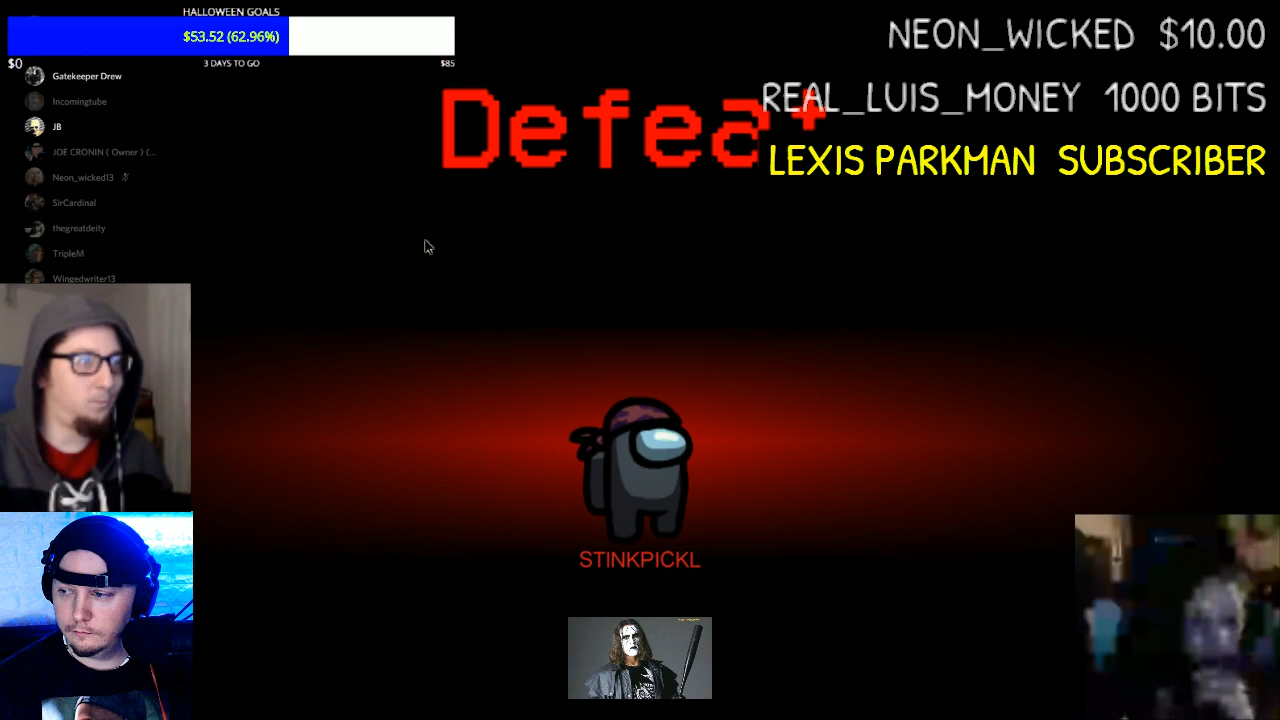 HALLOWEEN GOALS
$53.52 (62.96%)
$0 3 DAYS TO GO $85
Gatekeeper Drew
Incomingtube
JB
JOE CRONIN ( Owner ) (...
Neon_wicked13
SirCardinal
thegreatdeity
TripleM
Wingedwriter13
Defeat
NEON_WICKED $10.00
REAL_LUIS_MONEY 1000 BITS
LEXIS PARKMAN SUBSCRIBER
STINKPICKL